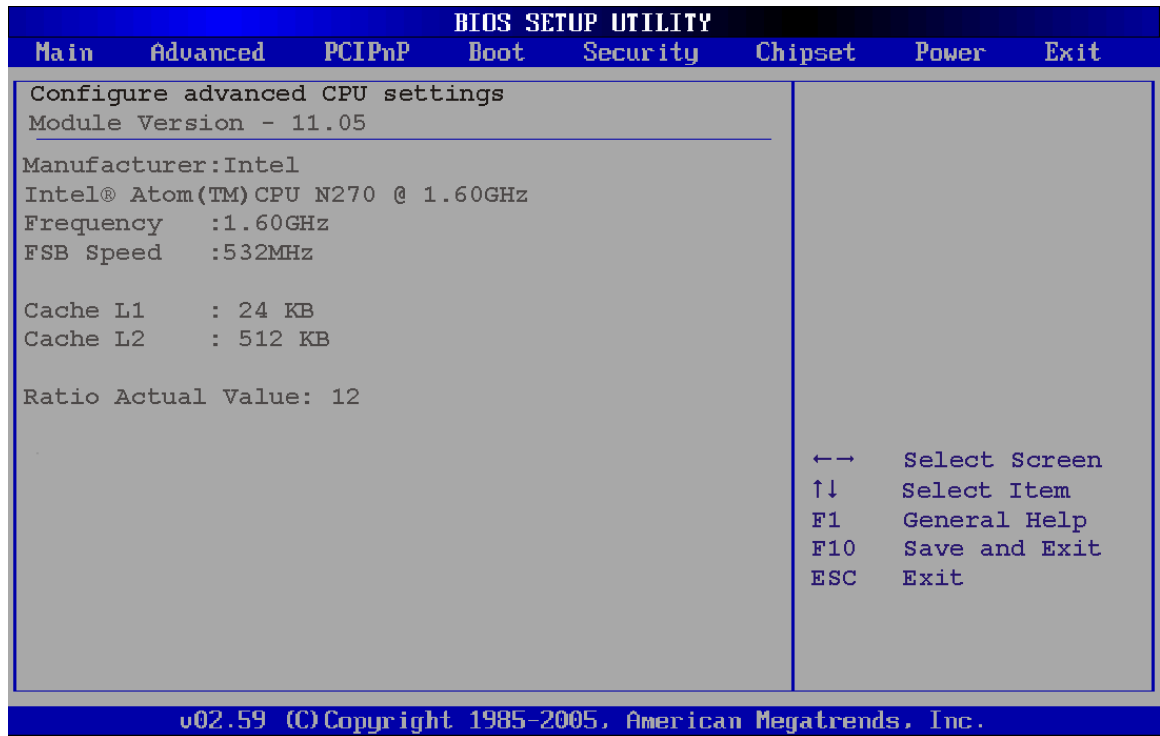 BIOS SETUP UTILITY
Main Advanced PCIPnP Boot Security Chipset Power Exit
Configure advanced CPU settings
Module Version - 11.05
Manufacturer:Intel
Intel® Atom(TM)CPU N270 @ 1.60GHz
Frequency :1.60GHz
FSB Speed :532MHz
Cache L1 : 24 KB
Cache L2 : 512 KB
Ratio Actual Value: 12
←→ Select Screen
↑↓ Select Item
F1 General Help
F10 Save and Exit
ESC Exit
v02.59 (C)Copyright 1985-2005, American Megatrends, Inc.